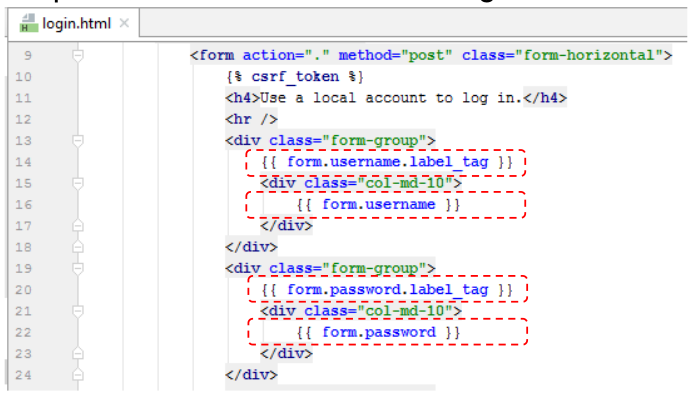 login.html ×
9 <form action="." method="post" class="form-horizontal">
10 {% csrf_token %}
11 <h4>Use a local account to log in.</h4>
12 <hr />
13 <div class="form-group">
14 {{ form.username.label_tag }}
15 <div class="col-md-10">
16 {{ form.username }}
17 </div>
18 </div>
19 <div class="form-group">
20 {{ form.password.label_tag }}
21 <div class="col-md-10">
22 {{ form.password }}
23 </div>
24 </div>